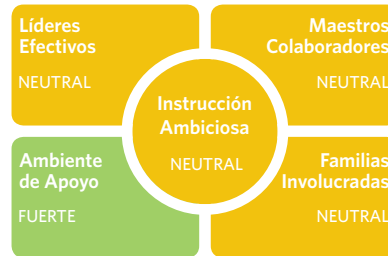 Líderes
Efectivos
NEUTRAL
Maestros
Colaboradores
NEUTRAL
Instrucción
Ambiciosa
NEUTRAL
Ambiente
de Apoyo
FUERTE
Familias
Involucradas
NEUTRAL